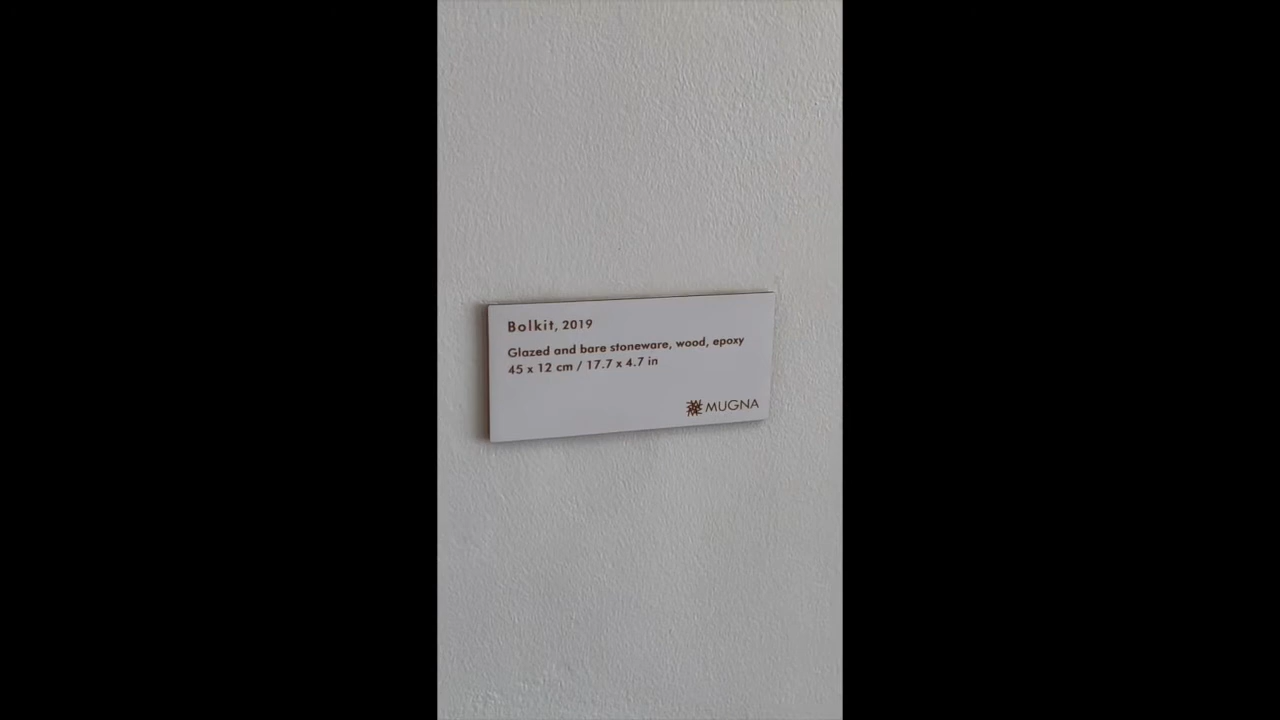 Bolkit, 2019
Glazed and bare stoneware, wood, epoxy
45 x 12 cm / 17.7 x 4.7 in
MUGNA